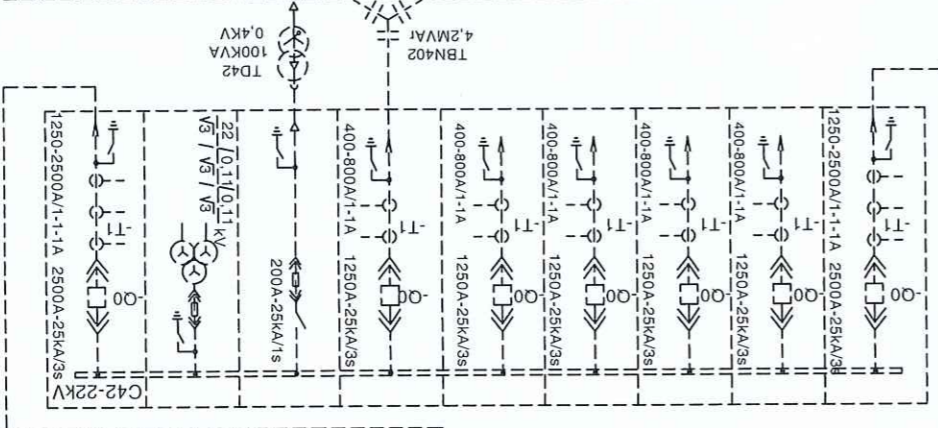 TD42
100KVA
0,4KV
TBN402
4,2MVAr
1250-2500A/1-1-1A 2500A-25kA/3s
-T1
-Q0
22 / 0,11 / 0,11 kV
√3 / √3 / √3
200A-25kA/1s
400-800A/1-1A 1250A-25kA/3s
-T1
-Q0
400-800A/1-1A 1250A-25kA/3s
-T1
-Q0
400-800A/1-1A 1250A-25kA/3s
-T1
-Q0
400-800A/1-1A 1250A-25kA/3s
-T1
-Q0
400-800A/1-1A 1250A-25kA/3s
-T1
-Q0
1250-2500A/1-1-1A 2500A-25kA/3s
-T1
-Q0
C42-22kV